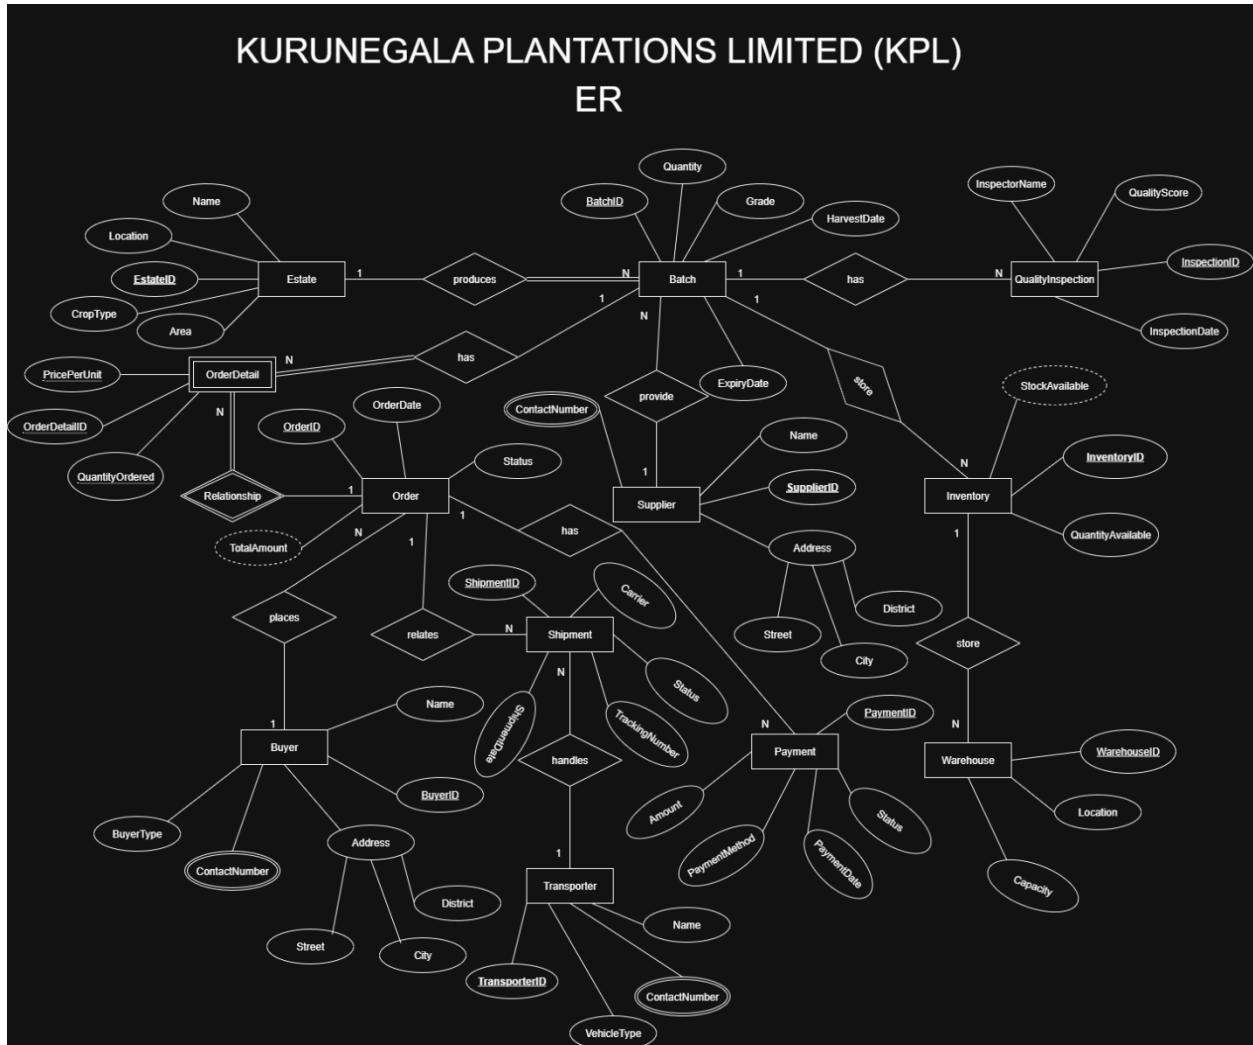 KURUNEGALA PLANTATIONS LIMITED (KPL)
ER
Quantity
BatchID
Grade
HarvestDate
InspectorName
QualityScore
Name
Location
EstateID
CropType
Area
Estate
1
produces
N
Batch
1
has
N
QualityInspection
InspectionID
InspectionDate
1
N
1
PricePerUnit
OrderDetail
N
has
OrderDetailID
N
QuantityOrdered
ExpiryDate
provide
store
StockAvailable
ContactNumber
OrderDate
OrderID
Status
Name
1
SupplierID
Supplier
N
InventoryID
Inventory
QuantityAvailable
Relationship
1
Order
TotalAmount
N
1
1
has
Address
Street
City
District
1
store
N
places
relates
N
ShipmentID
Carrier
Shipment
Status
TrackingNumber
ShipmentDate
N
handles
1
Name
1
Buyer
BuyerID
BuyerType
ContactNumber
Address
Street
City
District
N
PaymentID
Payment
Amount
PaymentMethod
PaymentDate
Status
WarehouseID
Warehouse
Location
Capacity
Transporter
Name
TransporterID
ContactNumber
VehicleType